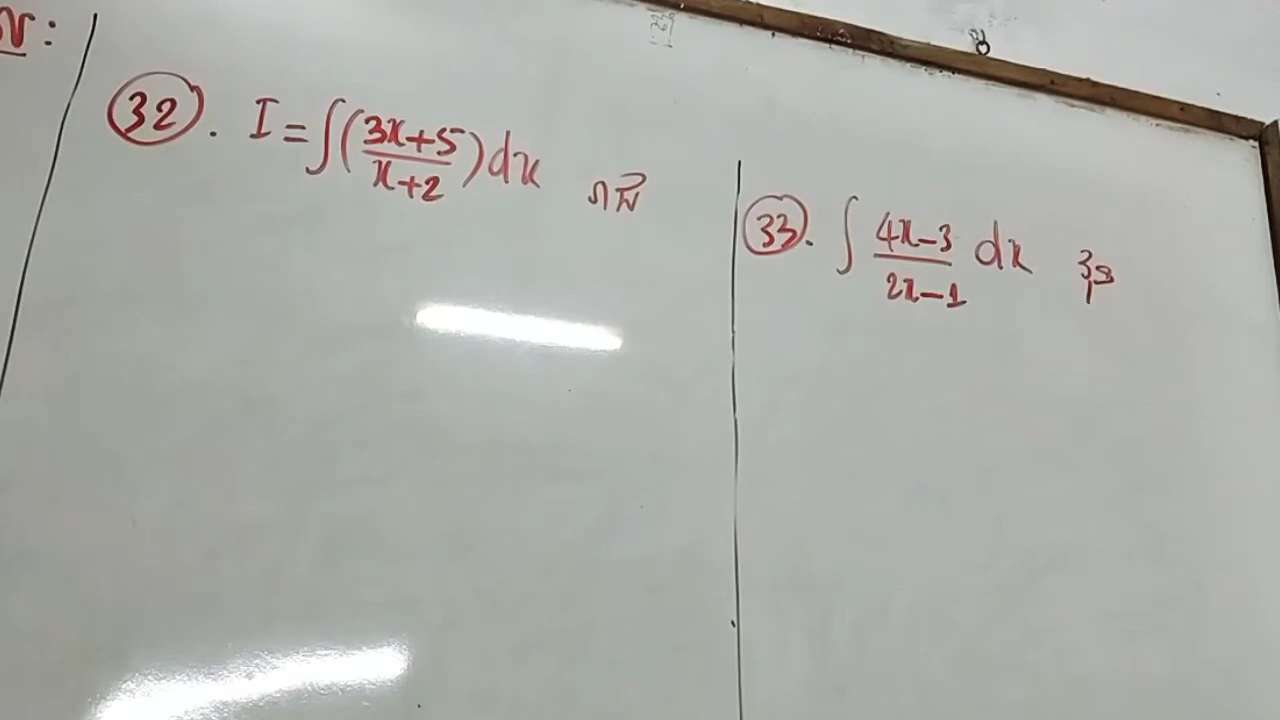 32. I = ∫(3x+5/x+2)dx
33. ∫ 4x-3/2x-1 dx